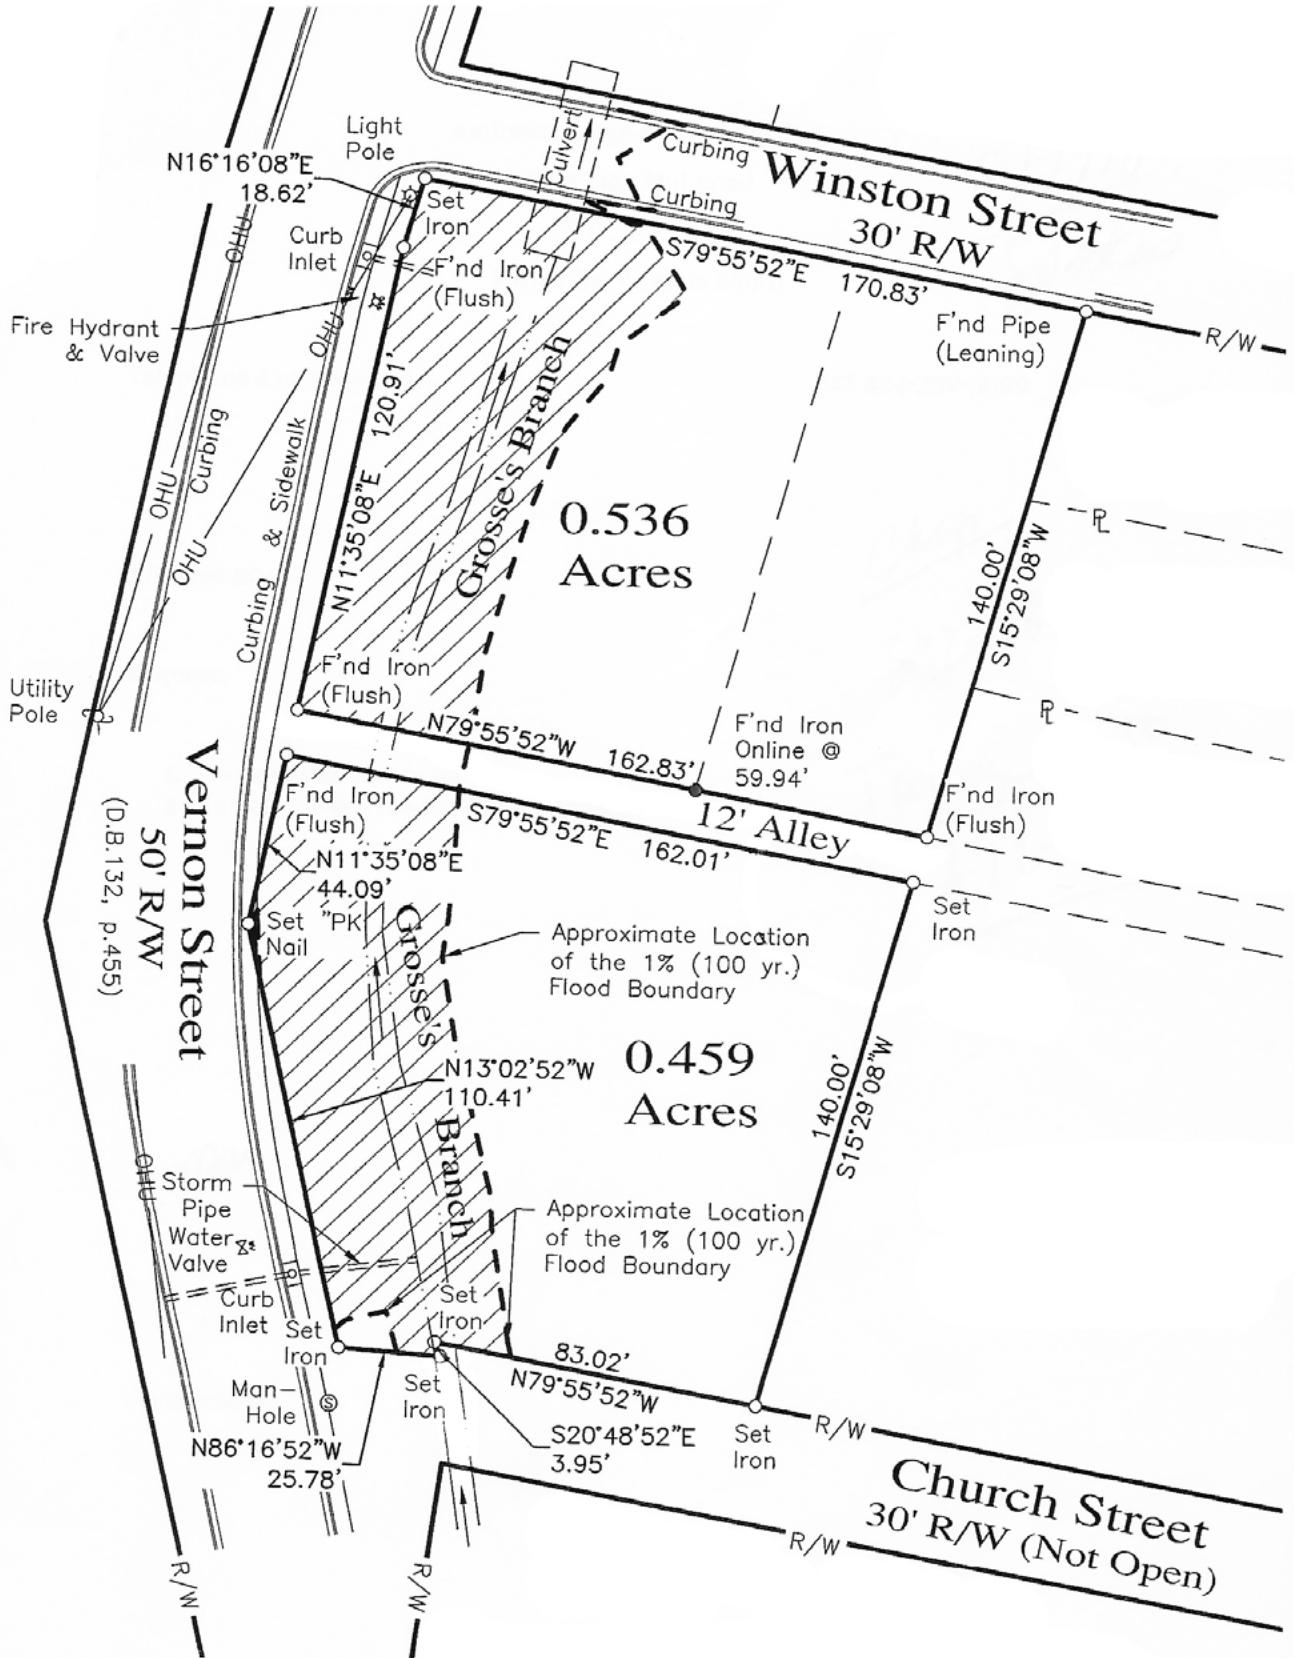 Light
Pole
N16°16'08"E
18.62'
Culvert
Curbing
Winston Street
30' R/W
Curbing
Set
Iron
OHU
Curb
Inlet
F'nd Iron
(Flush)
S79°55'52"E
170.83'
F'nd Pipe
(Leaning)
R/W
Fire Hydrant
& Valve
OHU
120.91'
N11°35'08"E
Grosse's Branch
Curbing
Curbing & Sidewalk
OHU
OHU
0.536
Acres
PL
140.00'
S15°29'08"W
PL
Utility
Pole
F'nd Iron
(Flush)
N79°55'52"W
162.83'
F'nd Iron
Online @
59.94'
12' Alley
F'nd Iron
(Flush)
F'nd Iron
(Flush)
S79°55'52"E
162.01'
Vernon Street
50' R/W
(D.B.132, p.455)
N11°35'08"E
44.09'
Set "PK
Nail
Set
Iron
Grosse's
Branch
Approximate Location
of the 1% (100 yr.)
Flood Boundary
0.459
Acres
N13°02'52"W
110.41'
140.00'
S15°29'08"W
OHU
Storm
Pipe
Water
Valve
Approximate Location
of the 1% (100 yr.)
Flood Boundary
Curb
Inlet
Set
Iron
Set
Iron
83.02'
N79°55'52"W
Man-
Hole
S
Set
Iron
N86°16'52"W
25.78'
S20°48'52"E
3.95'
Set
Iron
R/W
Church Street
30' R/W (Not Open)
R/W
R/W
R/W